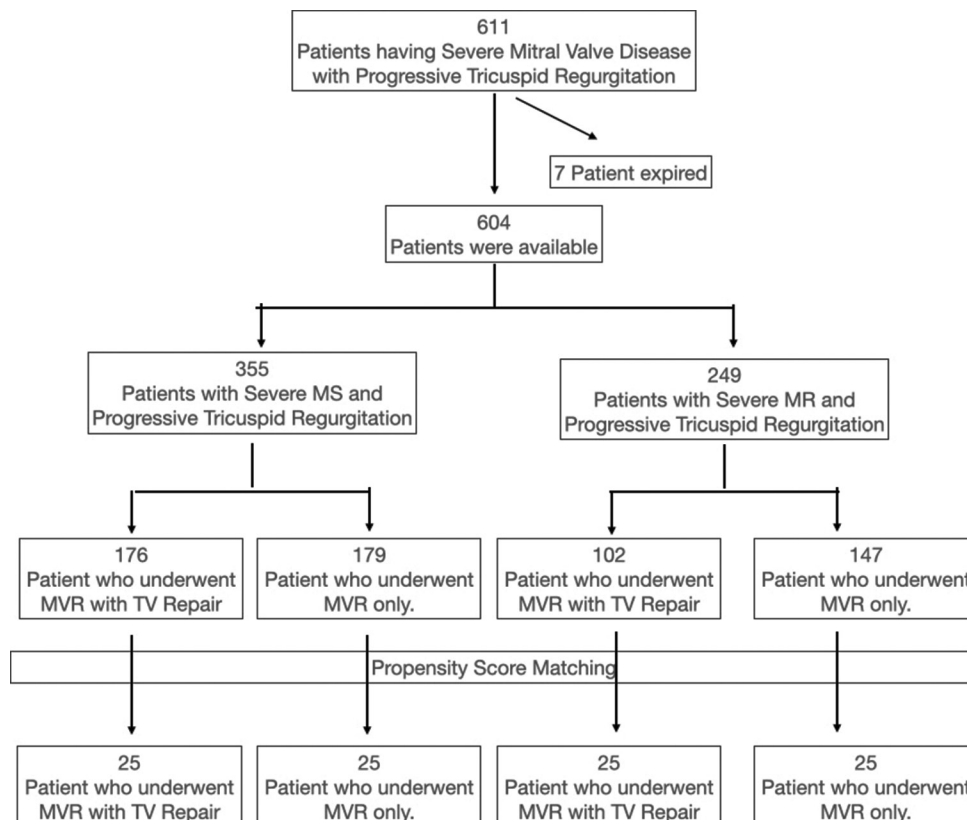 611
Patients having Severe Mitral Valve Disease
with Progressive Tricuspid Regurgitation
7 Patient expired
604
Patients were available
355
Patients with Severe MS and
Progressive Tricuspid Regurgitation
249
Patients with Severe MR and
Progressive Tricuspid Regurgitation
176
Patient who underwent
MVR with TV Repair
179
Patient who underwent
MVR only.
102
Patient who underwent
MVR with TV Repair
147
Patient who underwent
MVR only.
Propensity Score Matching
25
Patient who underwent
MVR with TV Repair
25
Patient who underwent
MVR only.
25
Patient who underwent
MVR with TV Repair
25
Patient who underwent
MVR only.